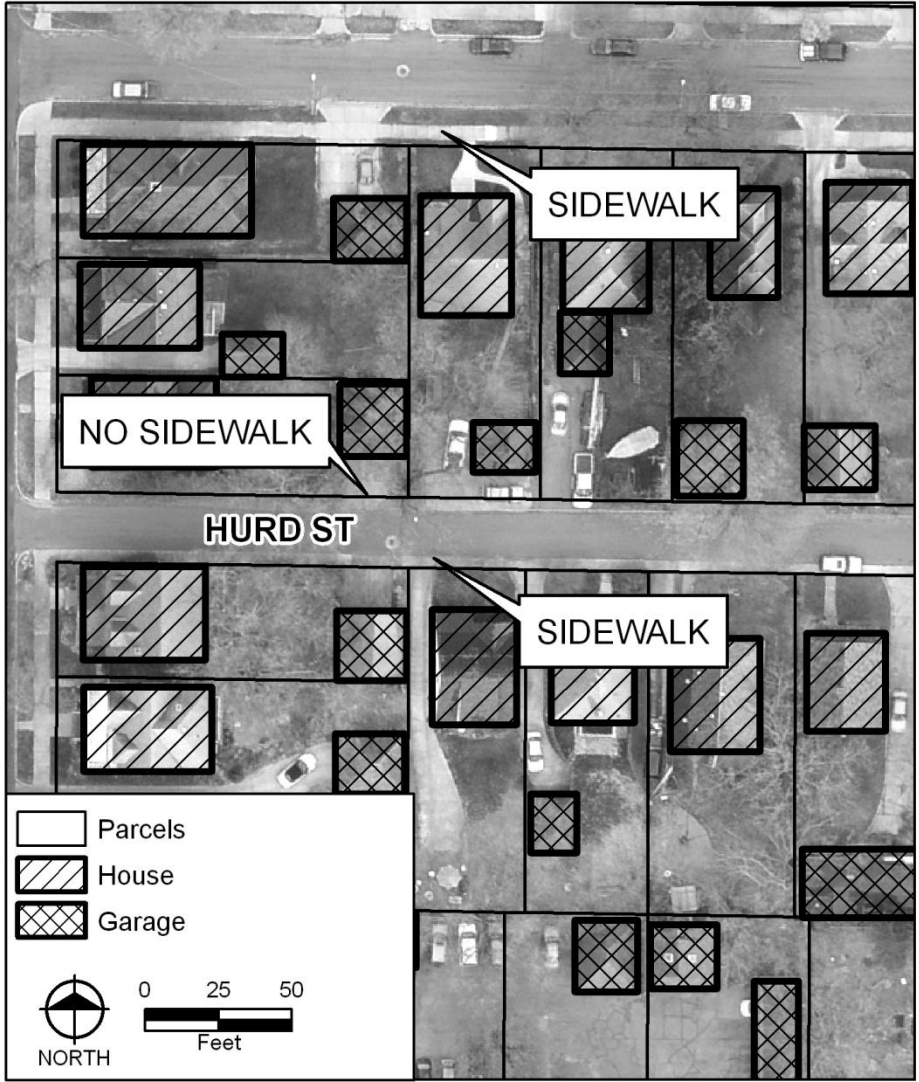 SIDEWALK
NO SIDEWALK
HURD ST
SIDEWALK
Parcels
House
Garage
NORTH
0 25 50
Feet